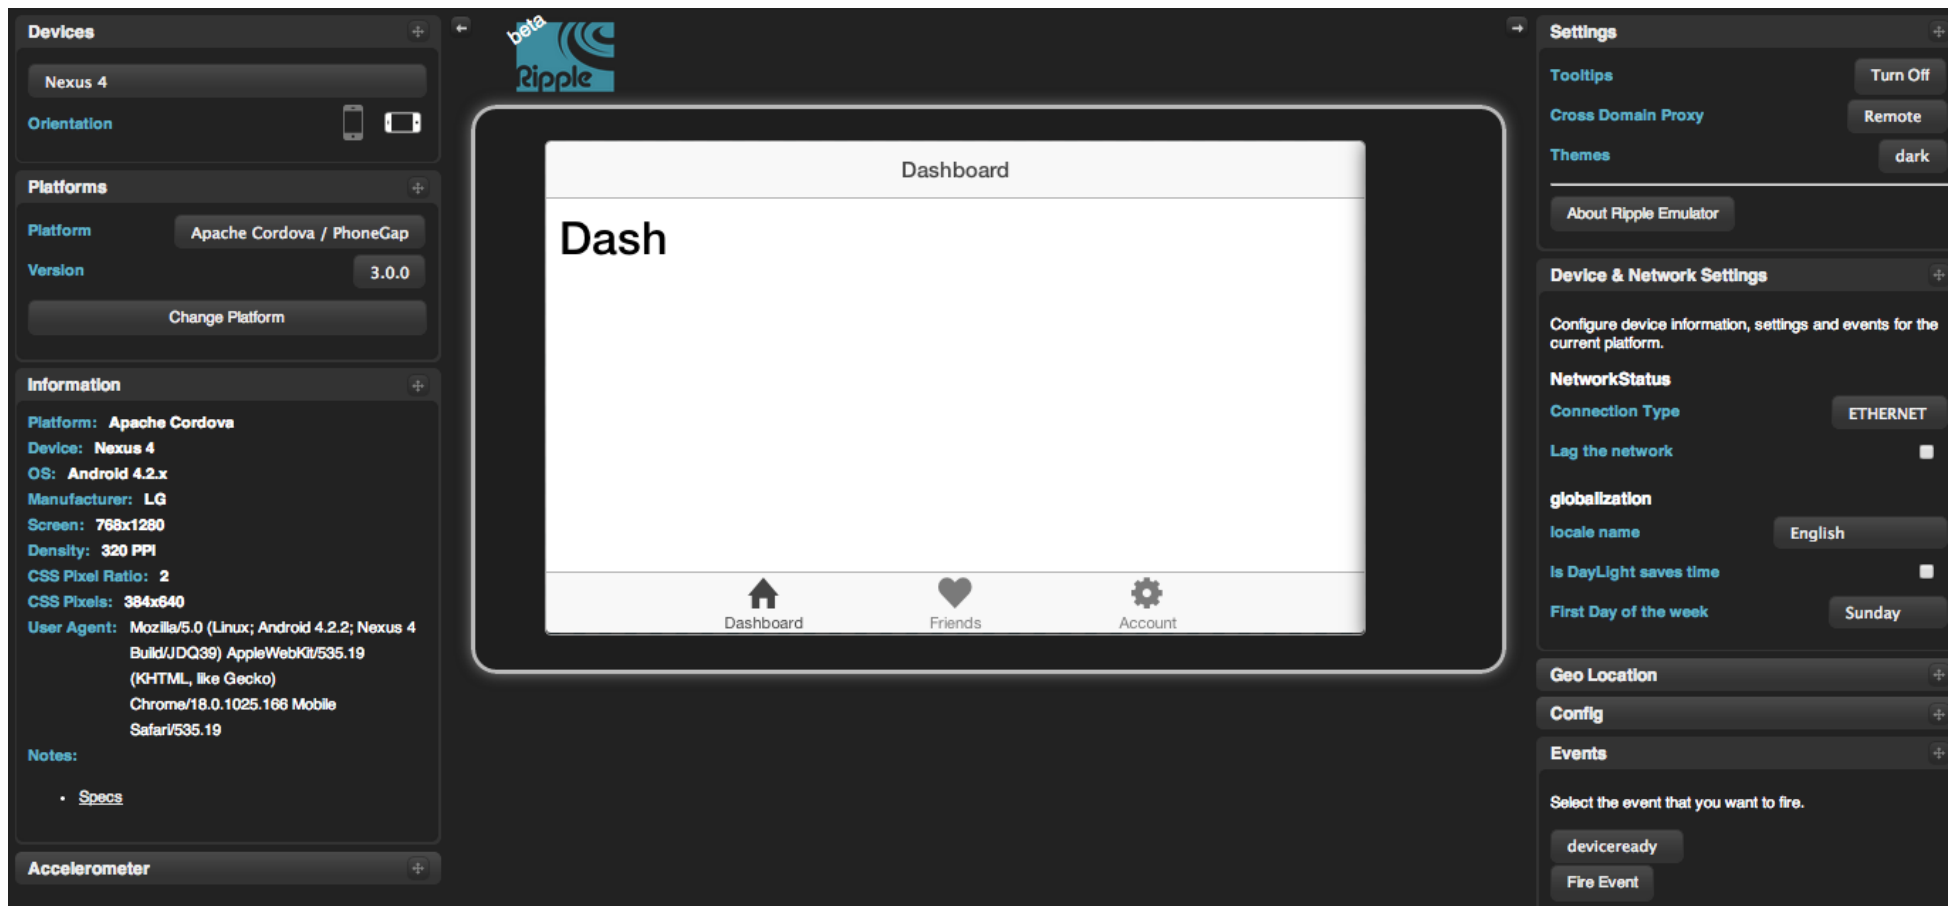 Devices
Nexus 4
Orientation
Platforms
Platform Apache Cordova / PhoneGap
Version 3.0.0
Change Platform
Information
Platform: Apache Cordova
Device: Nexus 4
OS: Android 4.2.x
Manufacturer: LG
Screen: 768x1280
Density: 320 PPI
CSS Pixel Ratio: 2
CSS Pixels: 384x640
User Agent: Mozilla/5.0 (Linux; Android 4.2.2; Nexus 4
Build/JDQ39) AppleWebKit/535.19
(KHTML, like Gecko)
Chrome/18.0.1025.166 Mobile
Safari/535.19
Notes:
• Specs
Accelerometer
beta
Ripple
Dashboard
Dash
Dashboard Friends Account
Settings
Tooltips Turn Off
Cross Domain Proxy Remote
Themes dark
About Ripple Emulator
Device & Network Settings
Configure device information, settings and events for the
current platform.
NetworkStatus
Connection Type ETHERNET
Lag the network
globalization
locale name English
Is DayLight saves time
First Day of the week Sunday
Geo Location
Config
Events
Select the event that you want to fire.
deviceready
Fire Event